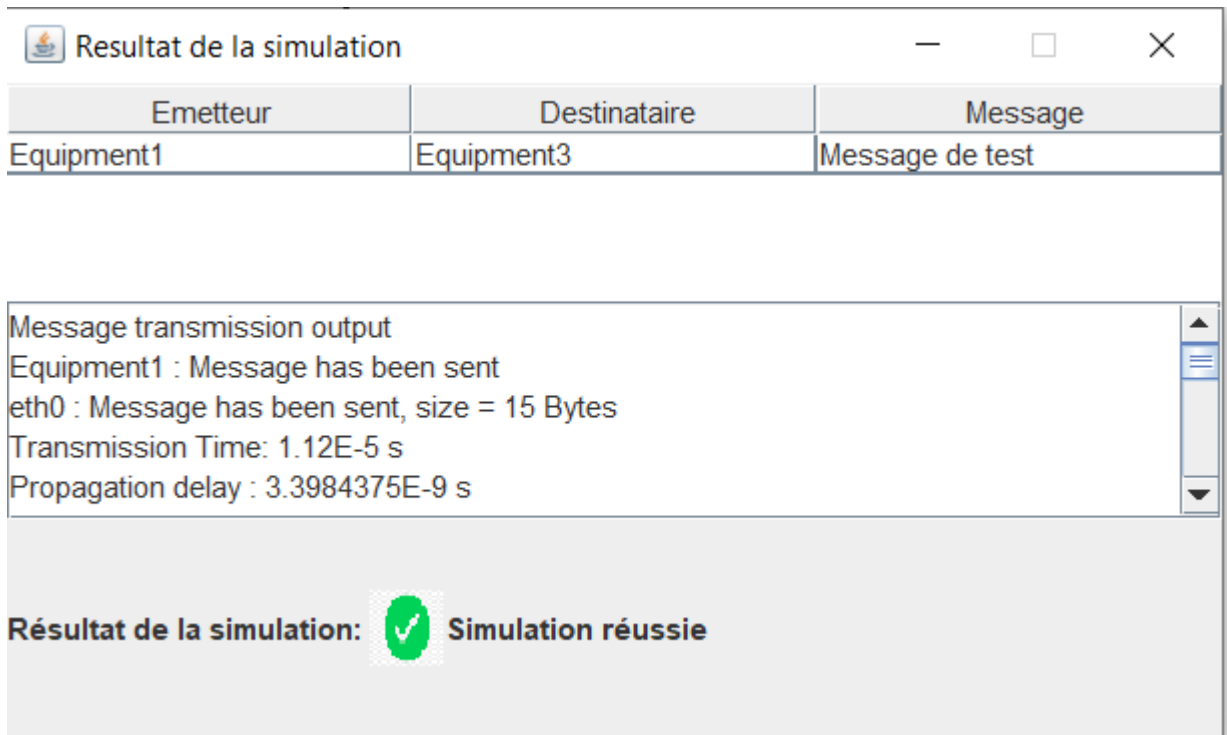 Resultat de la simulation
Emetteur Destinataire Message
Equipment1 Equipment3 Message de test
Message transmission output
Equipment1 : Message has been sent
eth0 : Message has been sent, size = 15 Bytes
Transmission Time: 1.12E-5 s
Propagation delay : 3.3984375E-9 s
Résultat de la simulation: Simulation réussie